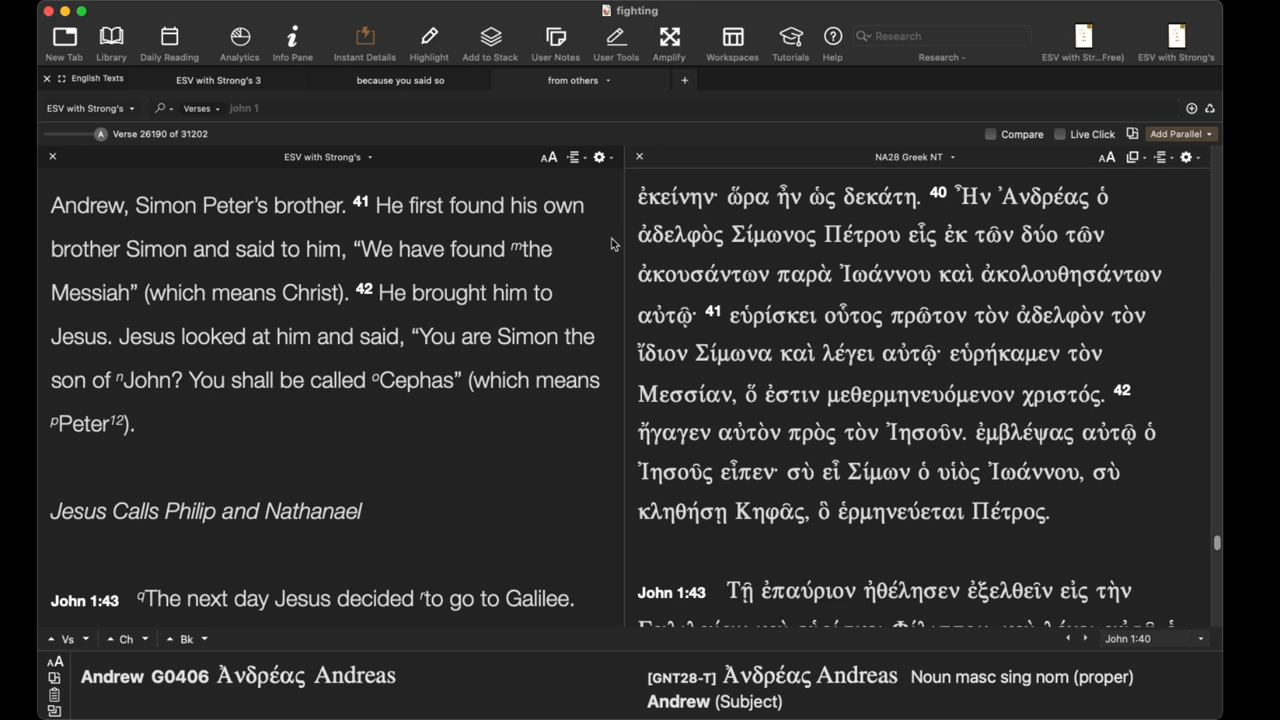 fighting
New Tab Library Daily Reading Analytics Info Pane Instant Details Highlight Add to Stack User Notes User Tools Amplify Workspaces Tutorials Help Research Research ESV with Str...Free) ESV with Strong's
English Texts ESV with Strong's 3 because you said so from others +
ESV with Strong's Verses john 1
A Verse 26190 of 31202 Compare Live Click Add Parallel
ESV with Strong's AA
Andrew, Simon Peter's brother. 41 He first found his own
brother Simon and said to him, “We have found mthe
Messiah” (which means Christ). 42 He brought him to
Jesus. Jesus looked at him and said, “You are Simon the
son of nJohn? You shall be called oCephas” (which means
pPeter12).
Jesus Calls Philip and Nathanael
John 1:43 qThe next day Jesus decided rto go to Galilee.
NA28 Greek NT AA
ἐκείνην· ὥρα ἦν ὡς δεκάτη. 40 Ἦν Ἀνδρέας ὁ
ἀδελφὸς Σίμωνος Πέτρου εἷς ἐκ τῶν δύο τῶν
ἀκουσάντων παρὰ Ἰωάννου καὶ ἀκολουθησάντων
αὐτῷ· 41 εὑρίσκει οὗτος πρῶτον τὸν ἀδελφὸν τὸν
ἴδιον Σίμωνα καὶ λέγει αὐτῷ· εὑρήκαμεν τὸν
Μεσσίαν, ὅ ἐστιν μεθερμηνευόμενον χριστός. 42
ἤγαγεν αὐτὸν πρὸς τὸν Ἰησοῦν. ἐμβλέψας αὐτῷ ὁ
Ἰησοῦς εἶπεν· σὺ εἶ Σίμων ὁ υἱὸς Ἰωάννου, σὺ
κληθήσῃ Κηφᾶς, ὃ ἑρμηνεύεται Πέτρος.
John 1:43 Τῇ ἐπαύριον ἠθέλησεν ἐξελθεῖν εἰς τὴν
Vs Ch Bk John 1:40
AA
Andrew G0406 Ἀνδρέας Andreas
[GNT28-T] Ἀνδρέας Andreas Noun masc sing nom (proper)
Andrew (Subject)